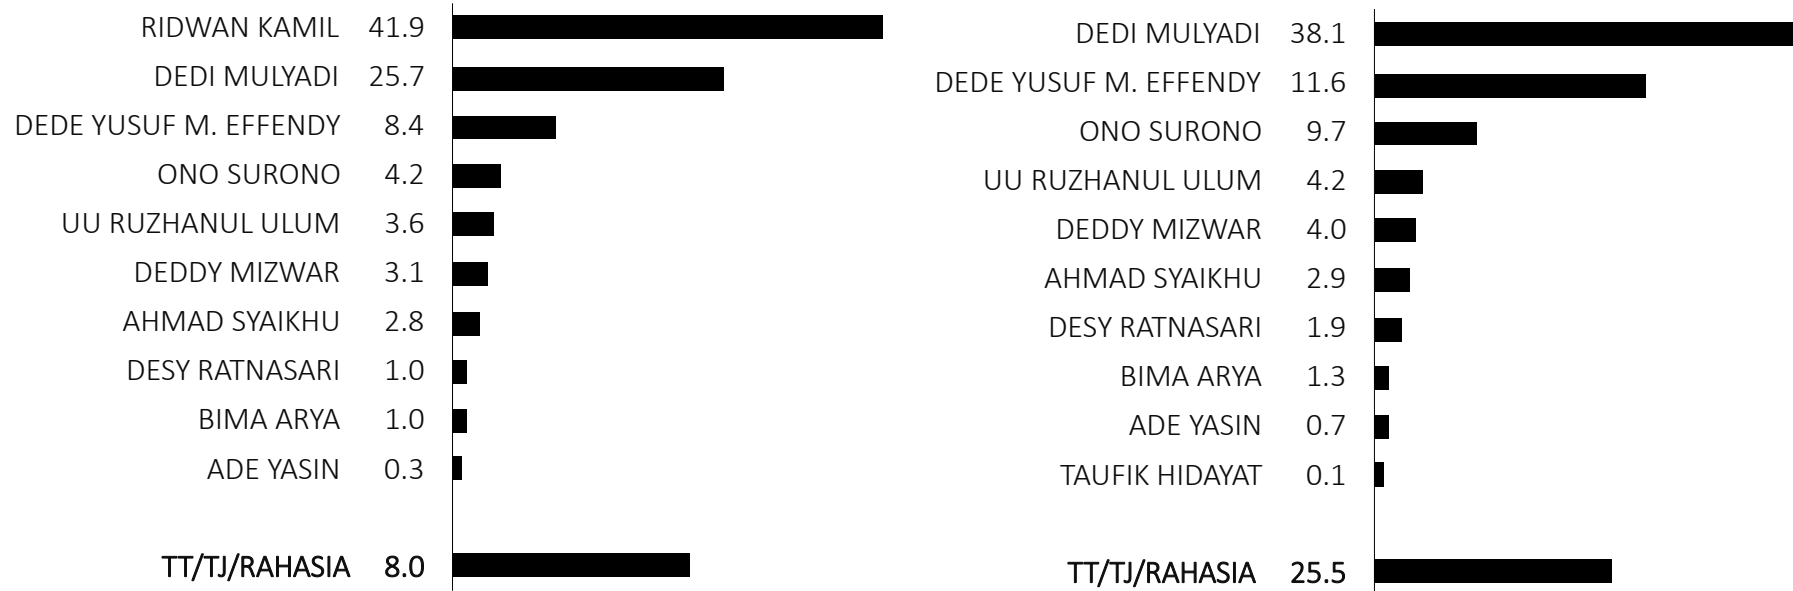 RIDWAN KAMIL 41.9
DEDI MULYADI 25.7
DEDE YUSUF M. EFFENDY 8.4
ONO SURONO 4.2
UU RUZHANUL ULUM 3.6
DEDDY MIZWAR 3.1
AHMAD SYAIKHU 2.8
DESY RATNASARI 1.0
BIMA ARYA 1.0
ADE YASIN 0.3
TT/TJ/RAHASIA 8.0
DEDI MULYADI 38.1
DEDE YUSUF M. EFFENDY 11.6
ONO SURONO 9.7
UU RUZHANUL ULUM 4.2
DEDDY MIZWAR 4.0
AHMAD SYAIKHU 2.9
DESY RATNASARI 1.9
BIMA ARYA 1.3
ADE YASIN 0.7
TAUFIK HIDAYAT 0.1
TT/TJ/RAHASIA 25.5